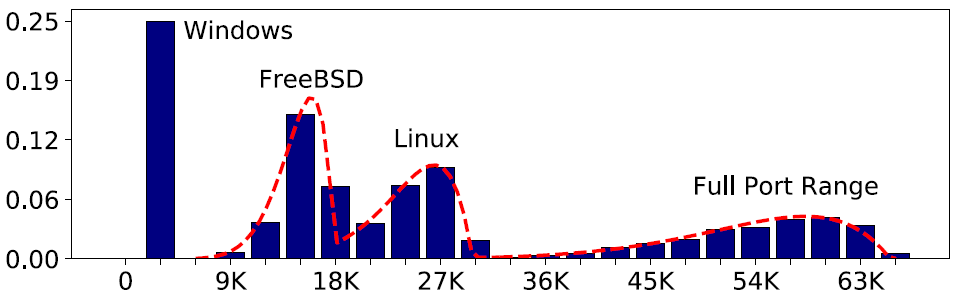 0.25
0.19
0.12
0.06
0.00
Windows
FreeBSD
Linux
Full Port Range
0 9K 18K 27K 36K 45K 54K 63K